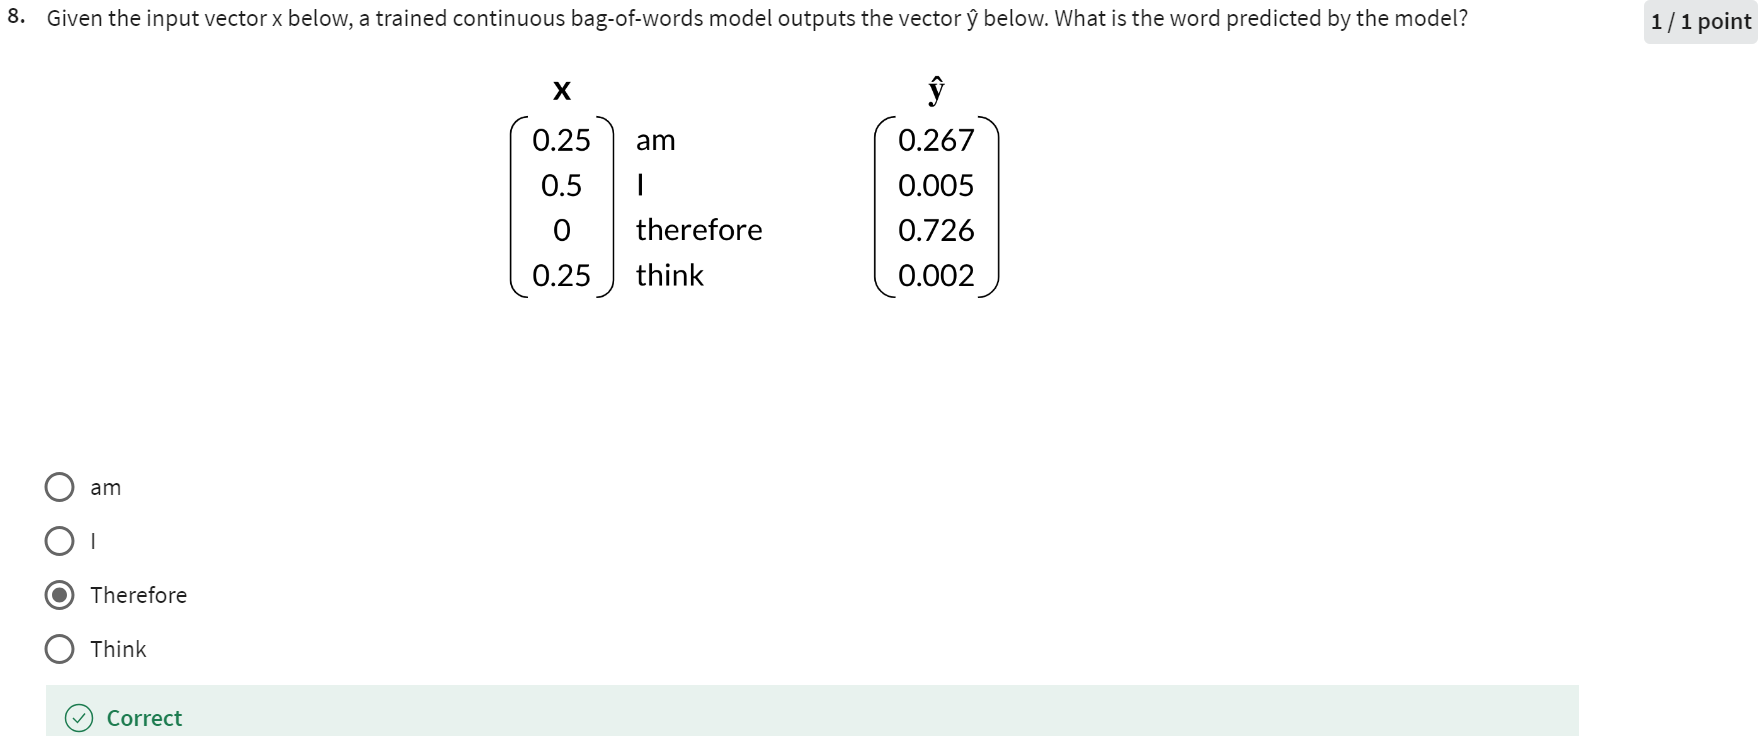 8. Given the input vector x below, a trained continuous bag-of-words model outputs the vector ŷ below. What is the word predicted by the model?
1 / 1 point
x ŷ
0.25 am 0.267
0.5 I 0.005
0 therefore 0.726
0.25 think 0.002
am
I
Therefore
Think
Correct